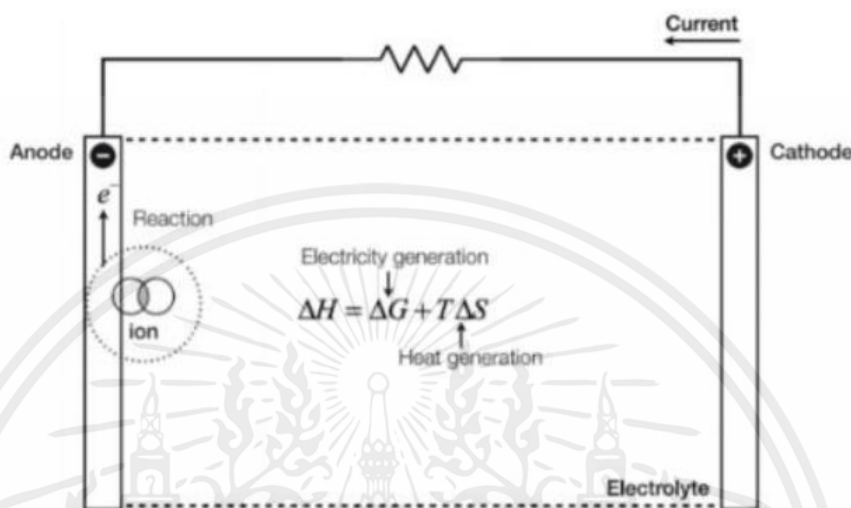 Current
Anode
−
+
Cathode
e⁻
Reaction
ion
Electricity generation
ΔH = ΔG + TΔS
Heat generation
Electrolyte